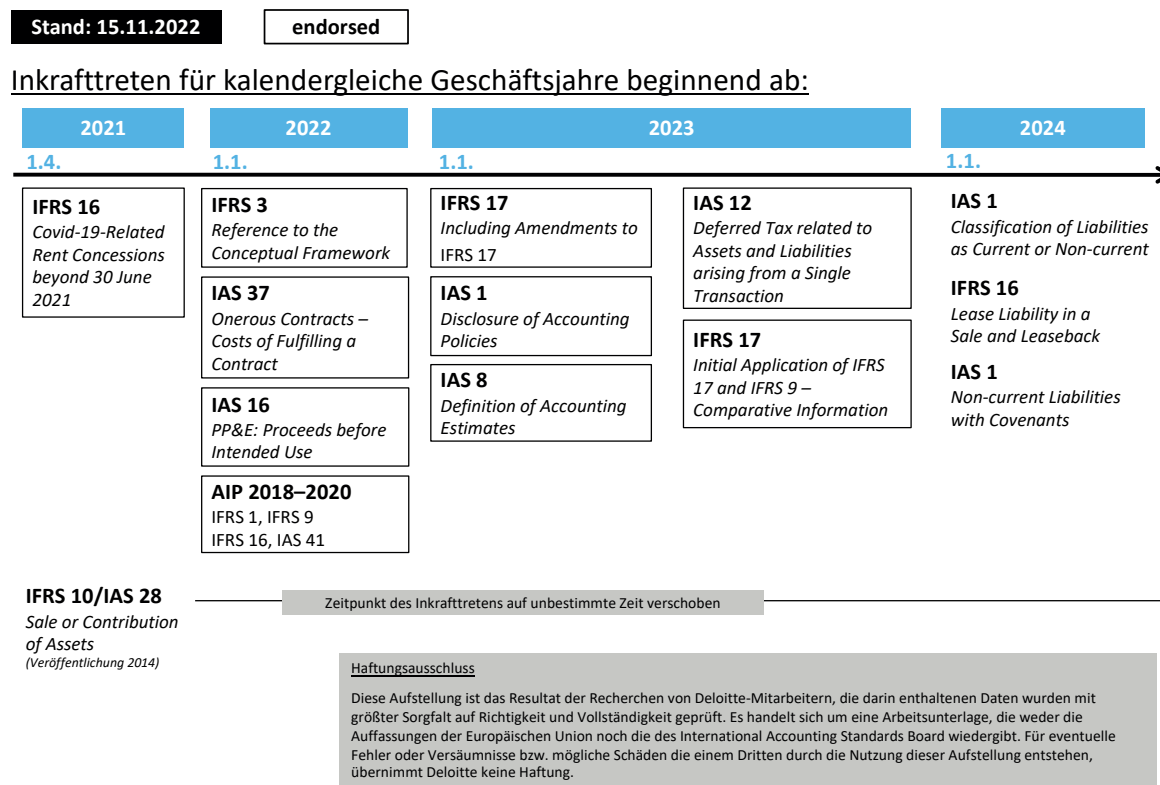 Stand: 15.11.2022
endorsed
Inkrafttreten für kalendergleiche Geschäftsjahre beginnend ab:
2021
2022
2023
2024
1.4.
1.1.
1.1.
1.1.
IFRS 16
Covid-19-Related
Rent Concessions
beyond 30 June
2021
IFRS 3
Reference to the
Conceptual Framework
IAS 37
Onerous Contracts –
Costs of Fulfilling a
Contract
IAS 16
PP&E: Proceeds before
Intended Use
AIP 2018–2020
IFRS 1, IFRS 9
IFRS 16, IAS 41
IFRS 17
Including Amendments to
IFRS 17
IAS 1
Disclosure of Accounting
Policies
IAS 8
Definition of Accounting
Estimates
IAS 12
Deferred Tax related to
Assets and Liabilities
arising from a Single
Transaction
IFRS 17
Initial Application of IFRS
17 and IFRS 9 –
Comparative Information
IAS 1
Classification of Liabilities
as Current or Non-current
IFRS 16
Lease Liability in a
Sale and Leaseback
IAS 1
Non-current Liabilities
with Covenants
IFRS 10/IAS 28
Sale or Contribution
of Assets
(Veröffentlichung 2014)
Zeitpunkt des Inkrafttretens auf unbestimmte Zeit verschoben
Haftungsausschluss
Diese Aufstellung ist das Resultat der Recherchen von Deloitte-Mitarbeitern, die darin enthaltenen Daten wurden mit
größter Sorgfalt auf Richtigkeit und Vollständigkeit geprüft. Es handelt sich um eine Arbeitsunterlage, die weder die
Auffassungen der Europäischen Union noch die des International Accounting Standards Board wiedergibt. Für eventuelle
Fehler oder Versäumnisse bzw. mögliche Schäden die einem Dritten durch die Nutzung dieser Aufstellung entstehen,
übernimmt Deloitte keine Haftung.